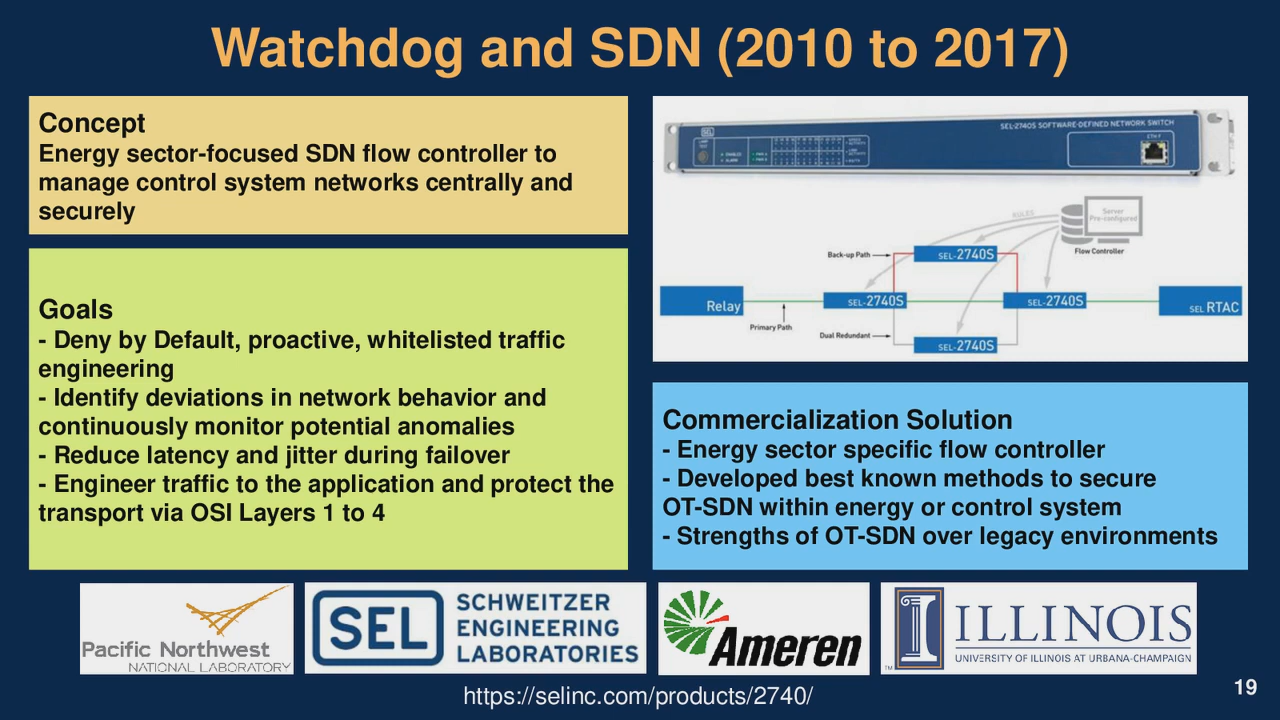 Watchdog and SDN (2010 to 2017)
Concept
Energy sector-focused SDN flow controller to
manage control system networks centrally and
securely
Goals
- Deny by Default, proactive, whitelisted traffic
engineering
- Identify deviations in network behavior and
continuously monitor potential anomalies
- Reduce latency and jitter during failover
- Engineer traffic to the application and protect the
transport via OSI Layers 1 to 4
SEL
SEL-2740S SOFTWARE-DEFINED NETWORK SWITCH
ETH F
ENABLED
ALARM
RULES
Server
Pre-configured
Flow Controller
Back-up Path
SEL-2740S
Relay
SEL-2740S
SEL-2740S
SEL RTAC
Primary Path
Dual Redundant
SEL-2740S
Commercialization Solution
- Energy sector specific flow controller
- Developed best known methods to secure
OT-SDN within energy or control system
- Strengths of OT-SDN over legacy environments
Pacific Northwest
NATIONAL LABORATORY
SEL
SCHWEITZER
ENGINEERING
LABORATORIES
Ameren
I ILLINOIS
UNIVERSITY OF ILLINOIS AT URBANA-CHAMPAIGN
TM
https://selinc.com/products/2740/
19